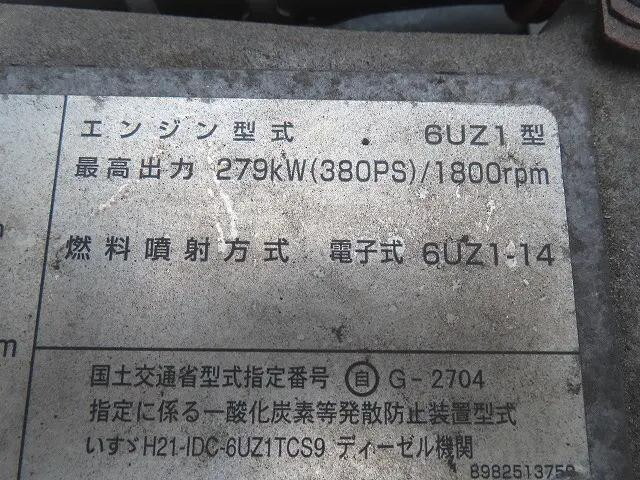 エンジン型式 6UZ1型
最高出力 279kW(380PS)/1800rpm
燃料噴射方式 電子式 6UZ1-14
国土交通省型式指定番号 自 G-2704
指定に係る一酸化炭素等発散防止装置型式
いすゞH21-IDC-6UZ1TCS9 ディーゼル機関